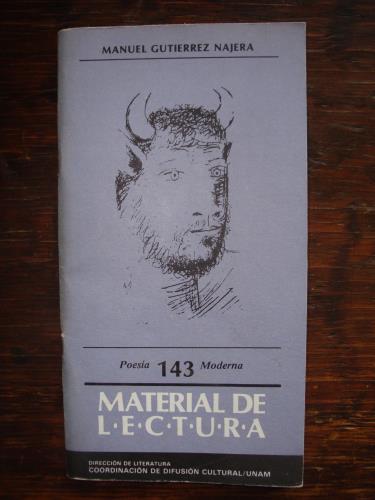 MANUEL GUTIERREZ NAJERA
Poesía 143 Moderna
MATERIAL DE
L·E·C·T·U·R·A
DIRECCIÓN DE LITERATURA
COORDINACIÓN DE DIFUSIÓN CULTURAL/UNAM